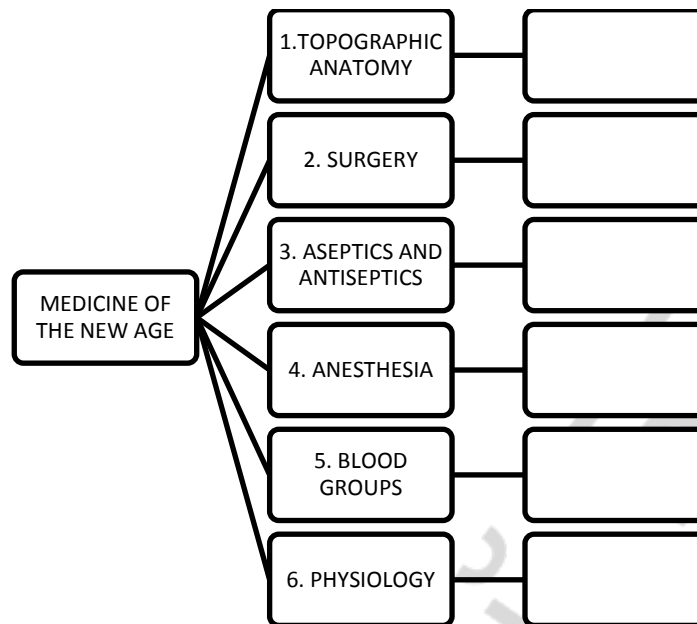 1.TOPOGRAPHIC
ANATOMY
2. SURGERY
3. ASEPTICS AND
ANTISEPTICS
MEDICINE OF
THE NEW AGE
4. ANESTHESIA
5. BLOOD
GROUPS
6. PHYSIOLOGY